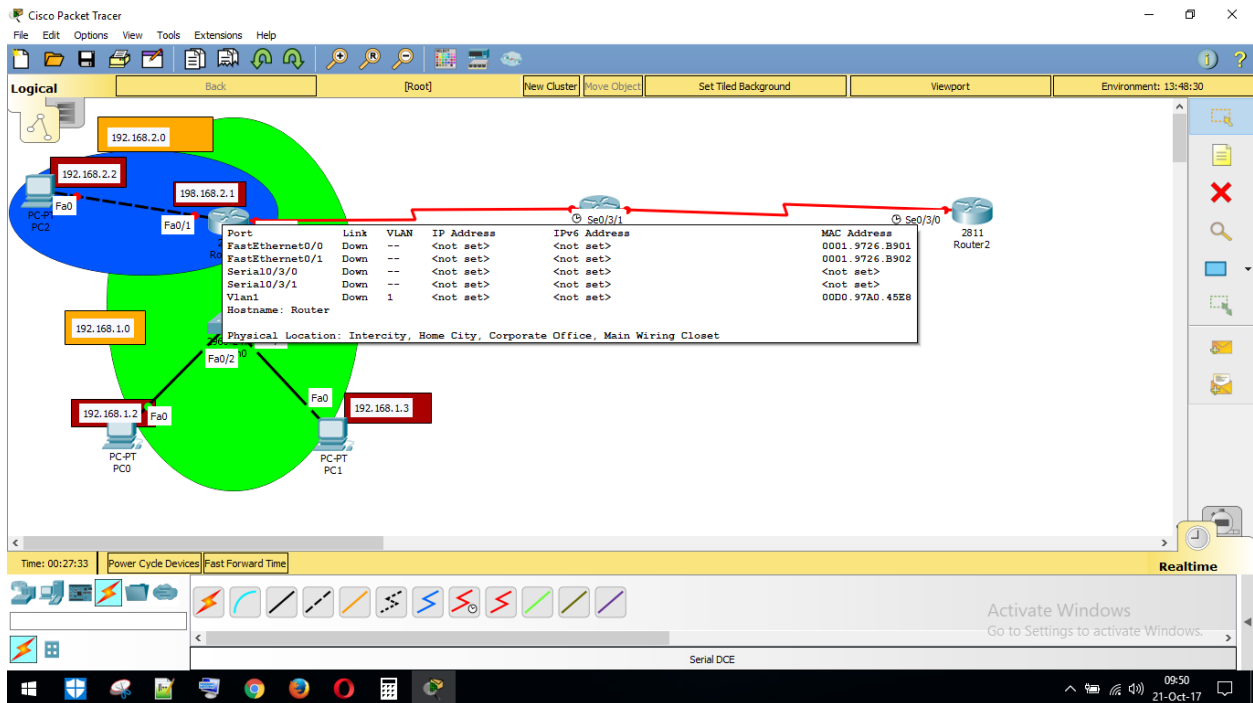 Cisco Packet Tracer
File Edit Options View Tools Extensions Help
Logical Back [Root] New Cluster Move Object Set Tiled Background Viewport Environment: 13:48:30
192.168.2.0
192.168.2.2
198.168.2.1
Fa0
Fa0/1
PC-PT
PC2
Se0/3/1
Se0/3/0
2811
Router2
Port Link VLAN IP Address IPv6 Address MAC Address
FastEthernet0/0 Down -- <not set> <not set> 0001.9726.B901
FastEthernet0/1 Down -- <not set> <not set> 0001.9726.B902
Serial0/3/0 Down -- <not set> <not set> <not set>
Serial0/3/1 Down -- <not set> <not set> <not set>
Vlan1 Down 1 <not set> <not set> 00D0.97A0.45E8
Hostname: Router
Physical Location: Intercity, Home City, Corporate Office, Main Wiring Closet
192.168.1.0
Fa0/2
Fa0
192.168.1.2
Fa0
192.168.1.3
PC-PT
PC0
PC-PT
PC1
Time: 00:27:33 Power Cycle Devices Fast Forward Time Realtime
Activate Windows
Go to Settings to activate Windows.
Serial DCE
09:50
21-Oct-17